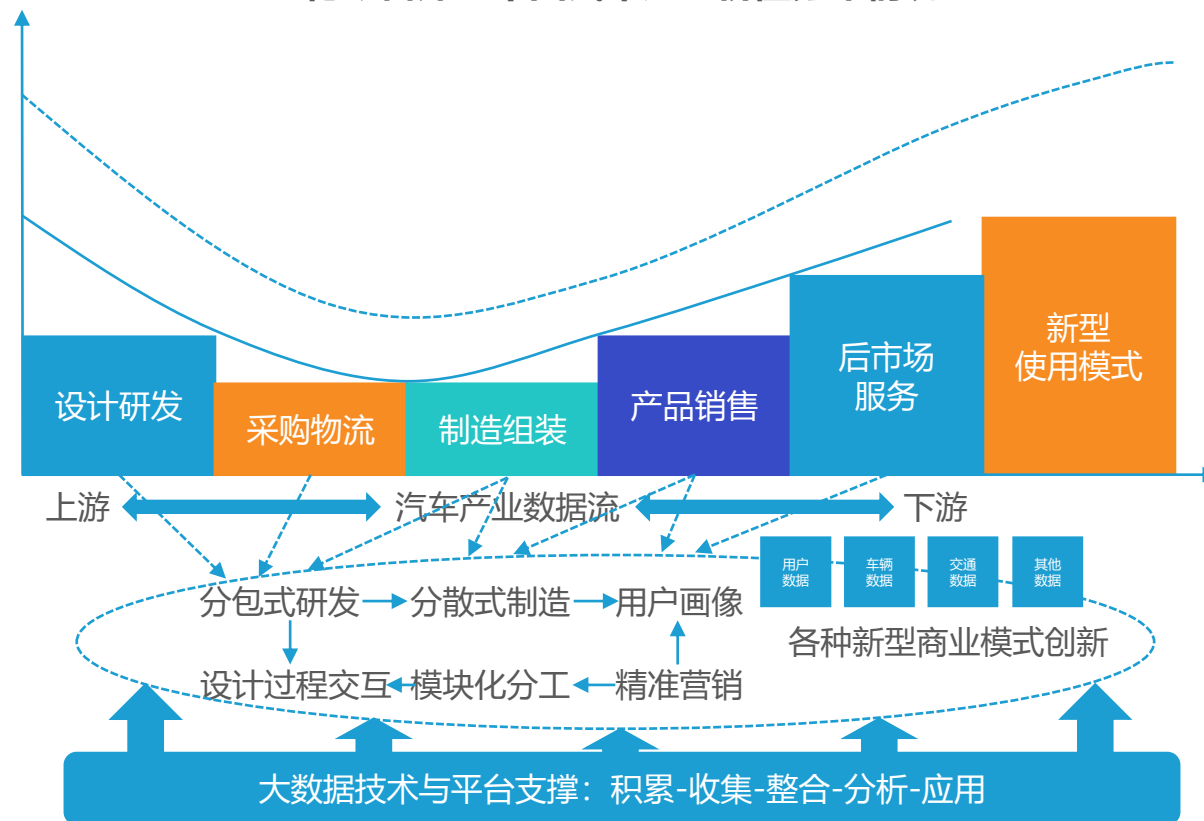 设计研发
采购物流
制造组装
产品销售
后市场
服务
新型
使用模式
上游
汽车产业数据流
下游
用户
数据
车辆
数据
交通
数据
其他
数据
分包式研发
分散式制造
用户画像
各种新型商业模式创新
设计过程交互
模块化分工
精准营销
大数据技术与平台支撑：积累-收集-整合-分析-应用